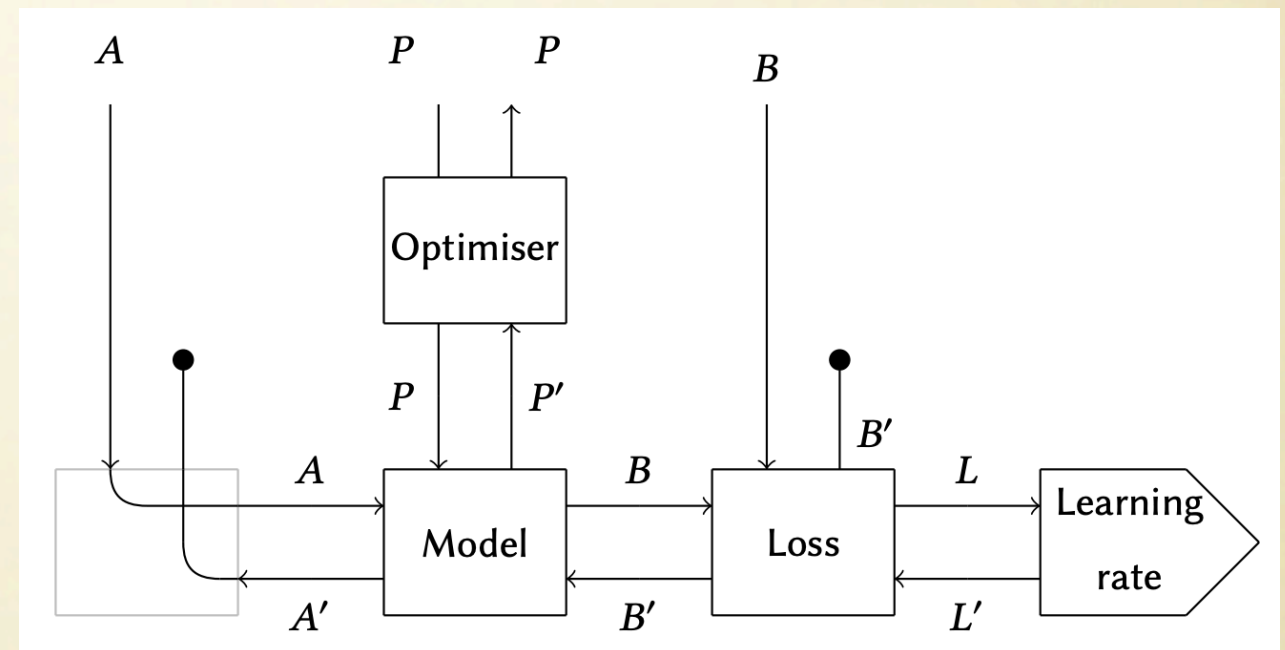 A
P
P
B
Optimiser
P
P′
B′
A
B
L
Model
Loss
Learning
rate
A′
B′
L′